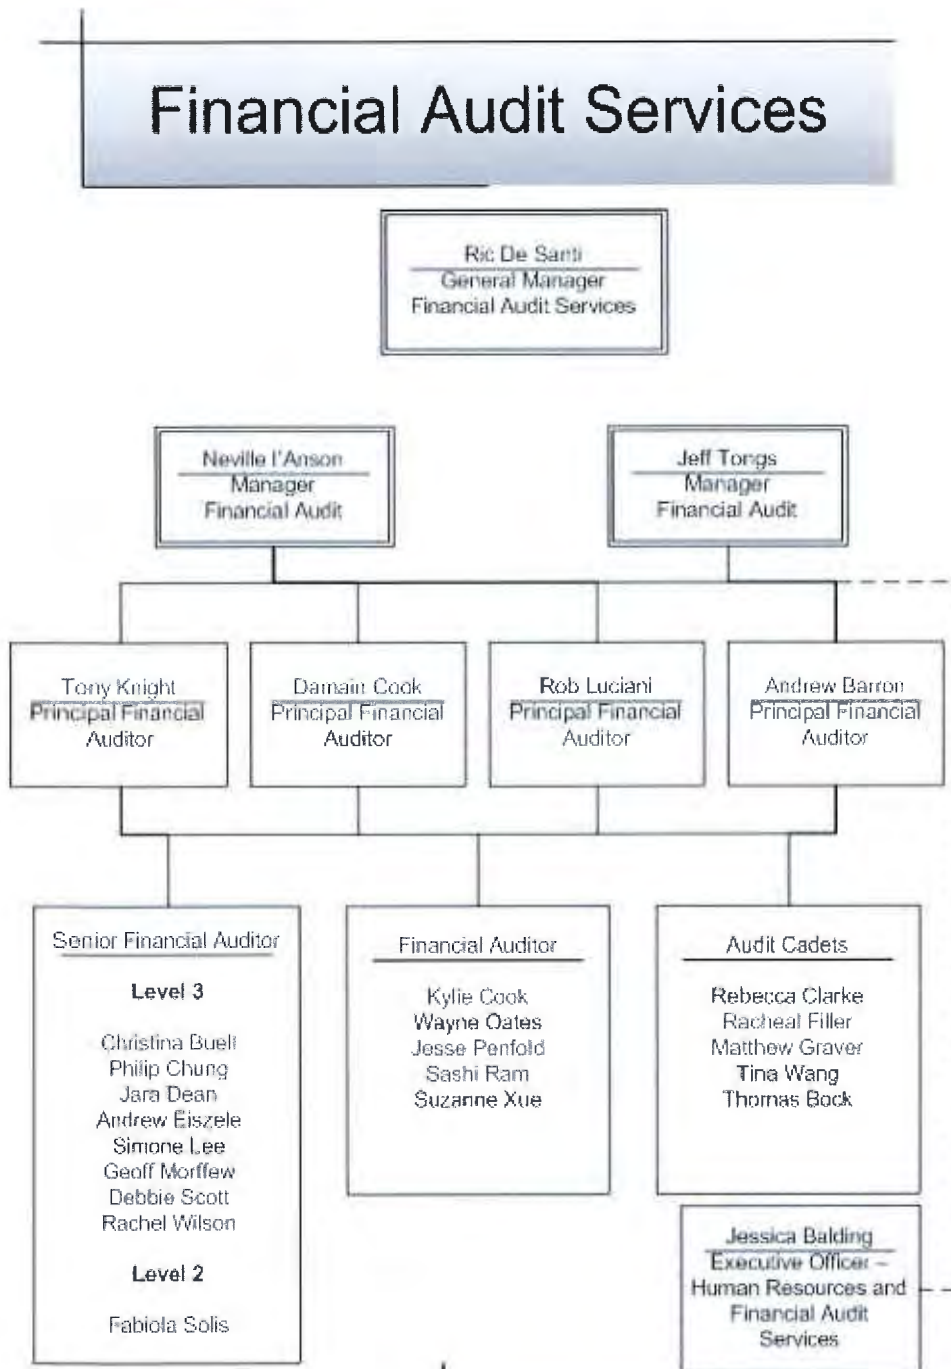 Financial Audit Services
Ric De Santi
General Manager
Financial Audit Services
Neville I'Anson
Manager
Financial Audit
Jeff Tongs
Manager
Financial Audit
Tony Knight
Principal Financial
Auditor
Damain Cook
Principal Financial
Auditor
Rob Luciani
Principal Financial
Auditor
Andrew Barron
Principal Financial
Auditor
Senior Financial Auditor
Level 3
Christina Buell
Philip Chung
Jara Dean
Andrew Eiszele
Simone Lee
Geoff Morffew
Debbie Scott
Rachel Wilson
Level 2
Fabiola Solis
Financial Auditor
Kylie Cook
Wayne Oates
Jesse Penfold
Sashi Ram
Suzanne Xue
Audit Cadets
Rebecca Clarke
Racheal Filler
Matthew Graver
Tina Wang
Thomas Bock
Jessica Balding
Executive Officer –
Human Resources and
Financial Audit
Services